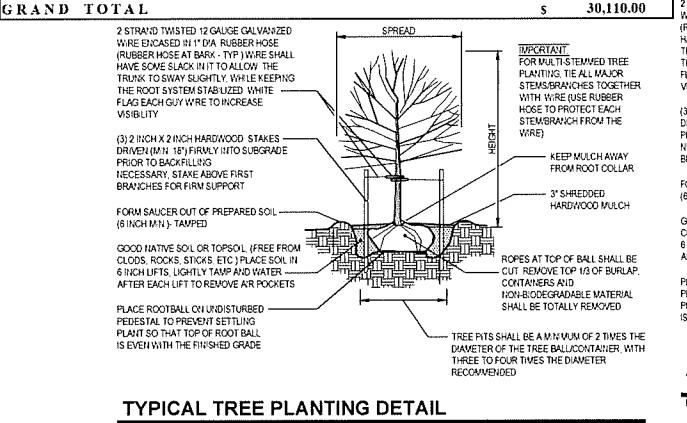 GRAND TOTAL $ 30,110.00
2 STRAND TWISTED 12 GAUGE GALVANIZED
WIRE ENCASED IN 1" DIA. RUBBER HOSE
(RUBBER HOSE AT BARK - TYP.) WIRE SHALL
HAVE SOME SLACK IN IT TO ALLOW THE
TRUNK TO SWAY SLIGHTLY, WHILE KEEPING
THE ROOT SYSTEM STABILIZED WHITE
FLAG EACH GUY WIRE TO INCREASE
VISIBILITY
(3) 2 INCH X 2 INCH HARDWOOD STAKES
DRIVEN (MIN. 18") FIRMLY INTO SUBGRADE
PRIOR TO BACKFILLING
NECESSARY, STAKE ABOVE FIRST
BRANCHES FOR FIRM SUPPORT
FORM SAUCER OUT OF PREPARED SOIL
(6 INCH MIN.)- TAMPED
GOOD NATIVE SOIL OR TOPSOIL, (FREE FROM
CLODS, ROCKS, STICKS, ETC.) PLACE SOIL IN
6 INCH LIFTS, LIGHTLY TAMP AND WATER
AFTER EACH LIFT TO REMOVE AIR POCKETS
PLACE ROOTBALL ON UNDISTURBED
PEDESTAL TO PREVENT SETTLING
PLANT SO THAT TOP OF ROOT BALL
IS EVEN WITH THE FINISHED GRADE
SPREAD
HEIGHT
IMPORTANT:
FOR MULTI-STEMMED TREE
PLANTING, TIE ALL MAJOR
STEMS/BRANCHES TOGETHER
WITH WIRE (USE RUBBER
HOSE TO PROTECT EACH
STEM/BRANCH FROM THE
WIRE)
KEEP MULCH AWAY
FROM ROOT COLLAR
3" SHREDDED
HARDWOOD MULCH
ROPES AT TOP OF BALL SHALL BE
CUT. REMOVE TOP 1/3 OF BURLAP,
CONTAINERS AND
NON-BIODEGRADABLE MATERIAL
SHALL BE TOTALLY REMOVED
TREE PITS SHALL BE A MINIMUM OF 2 TIMES THE
DIAMETER OF THE TREE BALL/CONTAINER, WITH
THREE TO FOUR TIMES THE DIAMETER
RECOMMENDED
TYPICAL TREE PLANTING DETAIL